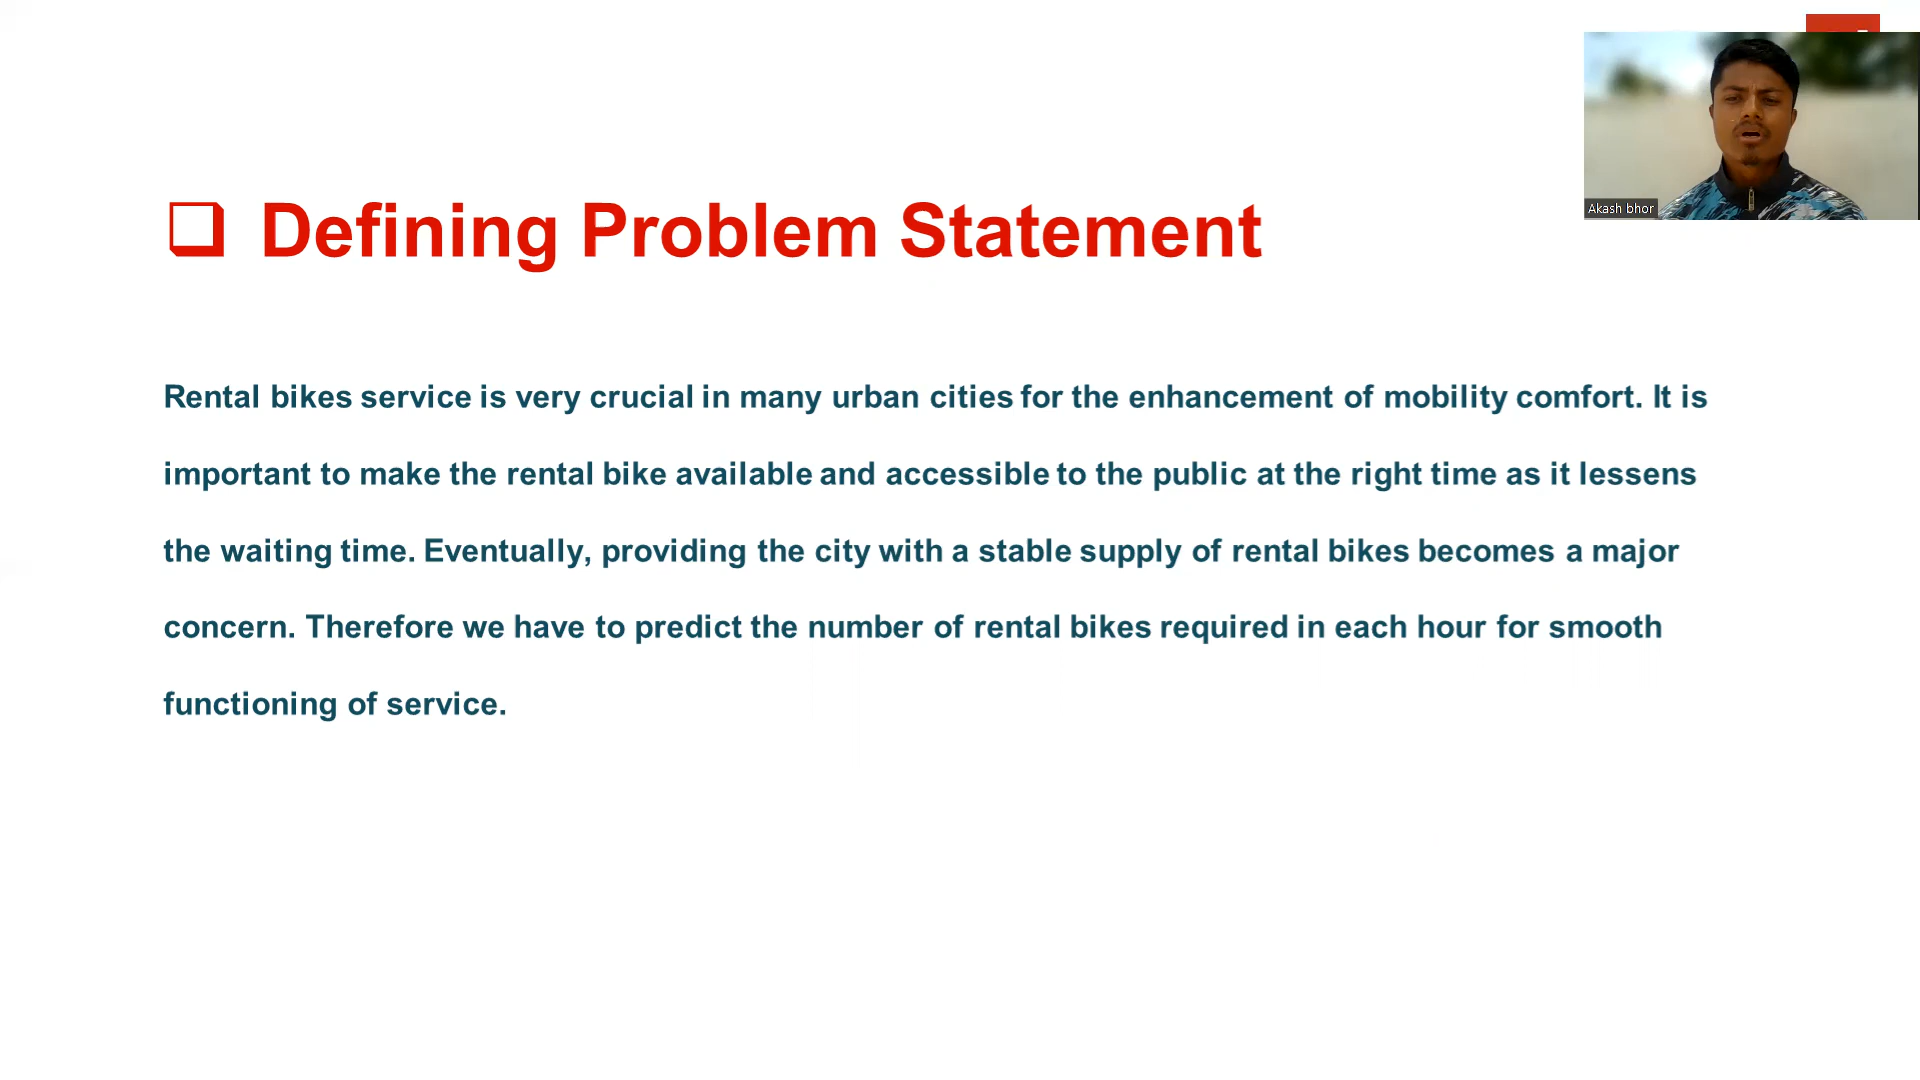 Akash bhor
❑ Defining Problem Statement
Rental bikes service is very crucial in many urban cities for the enhancement of mobility comfort. It is
important to make the rental bike available and accessible to the public at the right time as it lessens
the waiting time. Eventually, providing the city with a stable supply of rental bikes becomes a major
concern. Therefore we have to predict the number of rental bikes required in each hour for smooth
functioning of service.